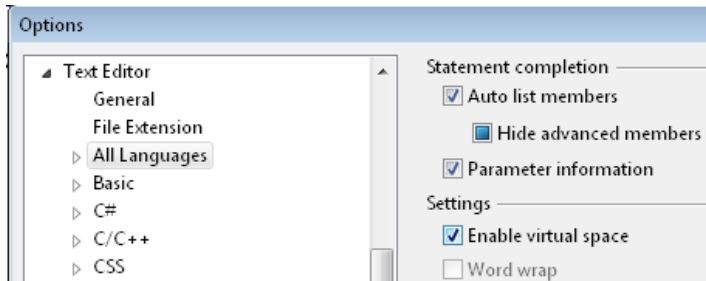 Options
Text Editor
General
File Extension
All Languages
Basic
C#
C/C++
CSS
Statement completion
Auto list members
Hide advanced members
Parameter information
Settings
Enable virtual space
Word wrap